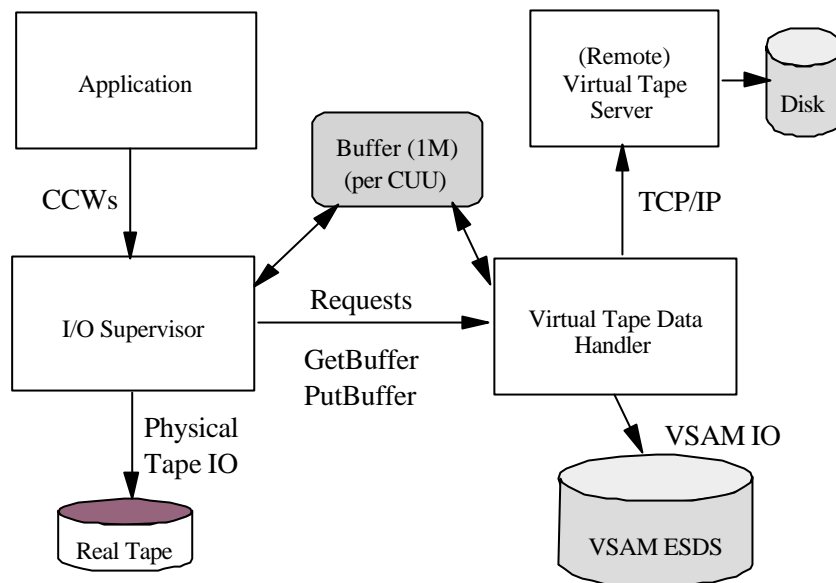 Application
(Remote)
Virtual Tape
Server
Disk
Buffer (1M)
(per CUU)
CCWs
TCP/IP
I/O Supervisor
Requests
GetBuffer
PutBuffer
Virtual Tape Data
Handler
Physical
Tape IO
VSAM IO
Real Tape
VSAM ESDS